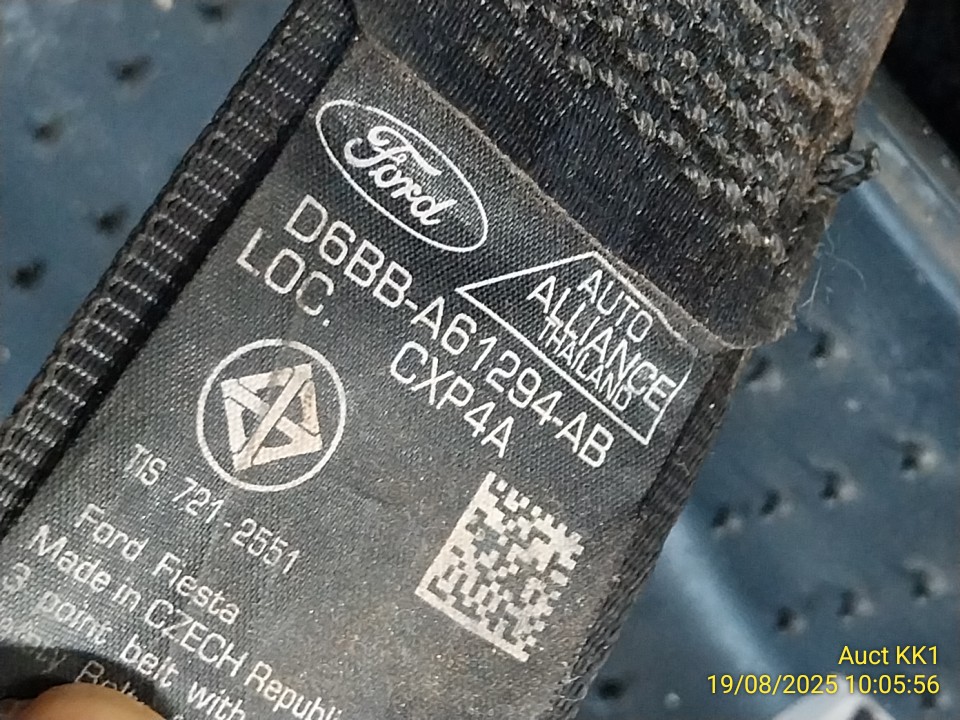 Ford
AUTO
ALLIANCE
THAILAND
D6BB-A61294-AB
LOC. CXP4A
TIS 721-2551
Ford Fiesta
Made in CZECH Republi
3 point belt with
Auct KK1
19/08/2025 10:05:56